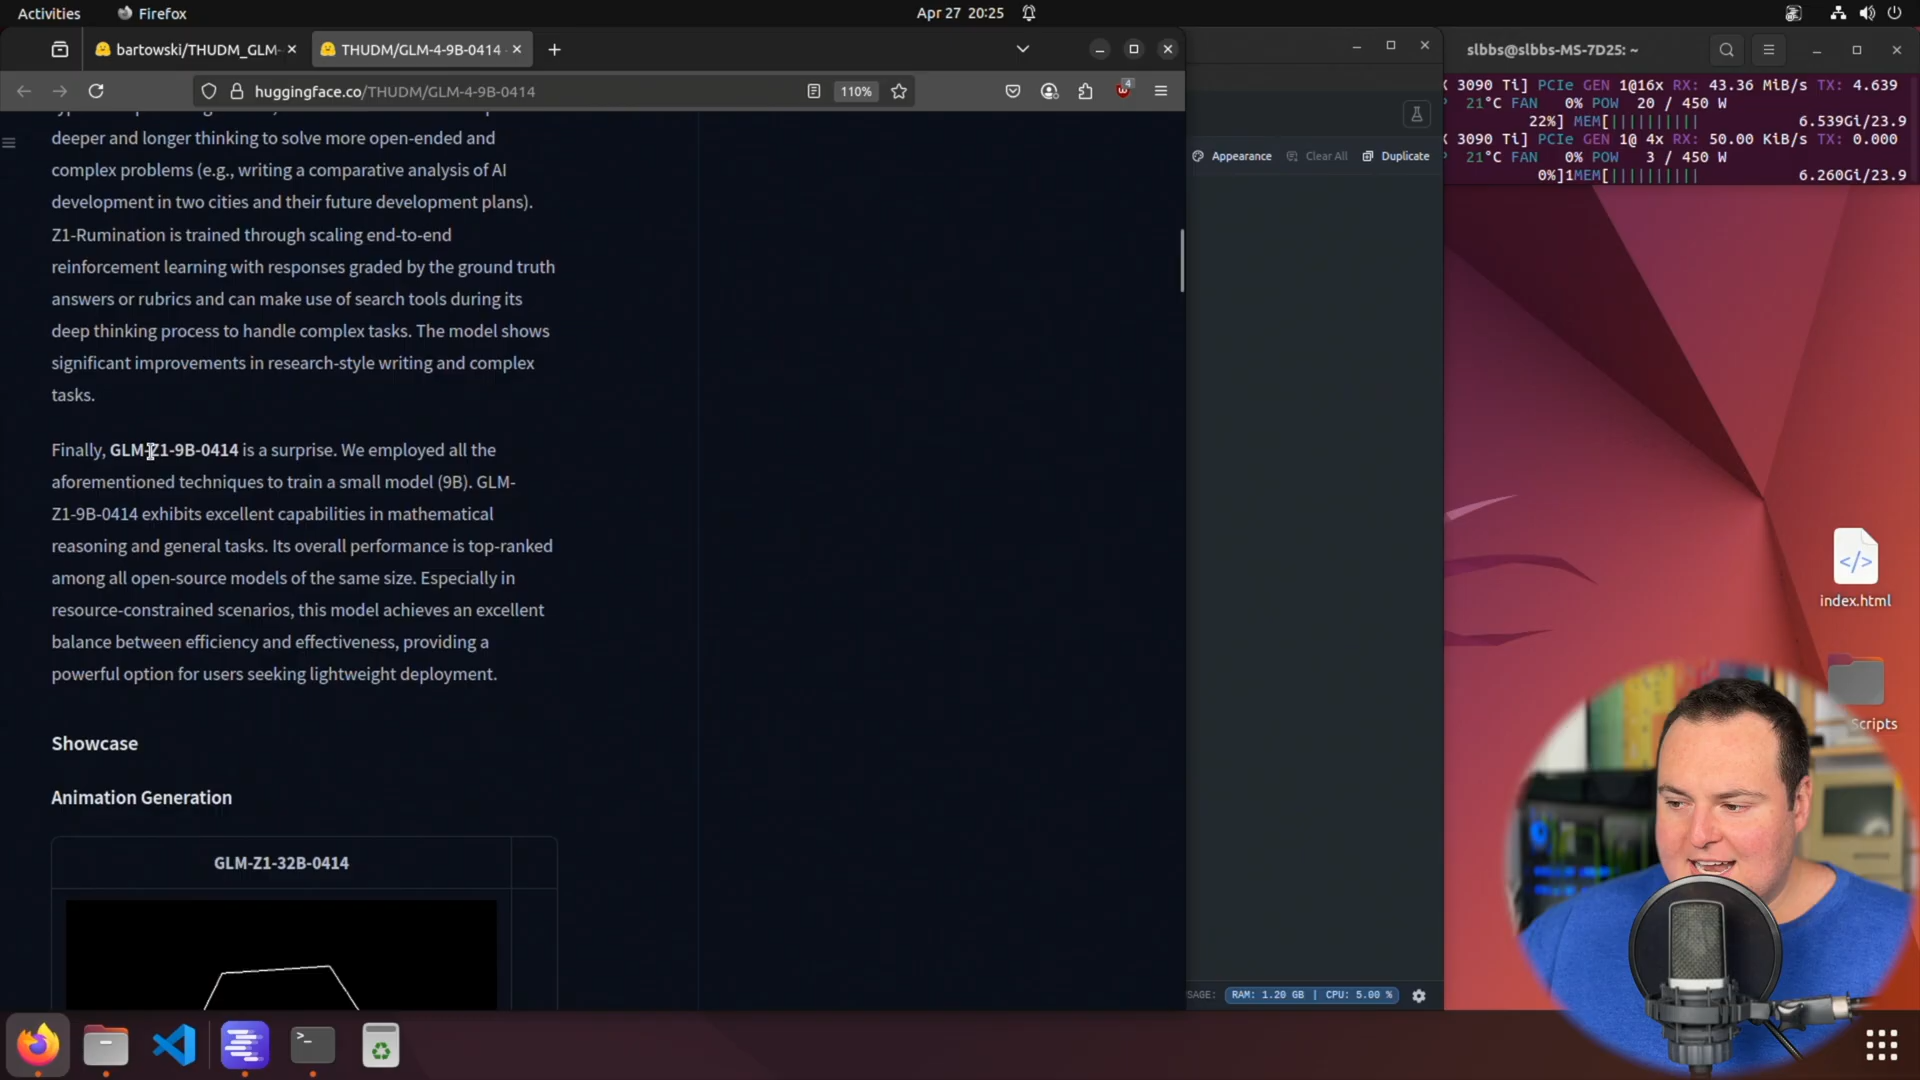 Activities
Firefox
Apr 27 20:25
bartowski/THUDM_GLM-
THUDM/GLM-4-9B-0414
huggingface.co/THUDM/GLM-4-9B-0414
110%
4
slbbs@slbbs-MS-7D25: ~
X 3090 Ti] PCIe GEN 1@16x RX: 43.36 MiB/s TX: 4.639
P 21°C FAN 0% POW 20 / 450 W
22%] MEM[||||||||||| 6.539Gi/23.9
3090 Ti] PCIe GEN 1@ 4x RX: 50.00 KiB/s TX: 0.000
P 21°C FAN 0% POW 3 / 450 W
0%]1MEM[||||||||||| 6.260Gi/23.9
Appearance
Clear All
Duplicate
deeper and longer thinking to solve more open-ended and
complex problems (e.g., writing a comparative analysis of AI
development in two cities and their future development plans).
Z1-Rumination is trained through scaling end-to-end
reinforcement learning with responses graded by the ground truth
answers or rubrics and can make use of search tools during its
deep thinking process to handle complex tasks. The model shows
significant improvements in research-style writing and complex
tasks.
Finally, GLM-Z1-9B-0414 is a surprise. We employed all the
aforementioned techniques to train a small model (9B). GLM-
Z1-9B-0414 exhibits excellent capabilities in mathematical
reasoning and general tasks. Its overall performance is top-ranked
among all open-source models of the same size. Especially in
resource-constrained scenarios, this model achieves an excellent
balance between efficiency and effectiveness, providing a
powerful option for users seeking lightweight deployment.
Showcase
Animation Generation
GLM-Z1-32B-0414
index.html
Scripts
SAGE:
RAM: 1.20 GB | CPU: 5.00 %